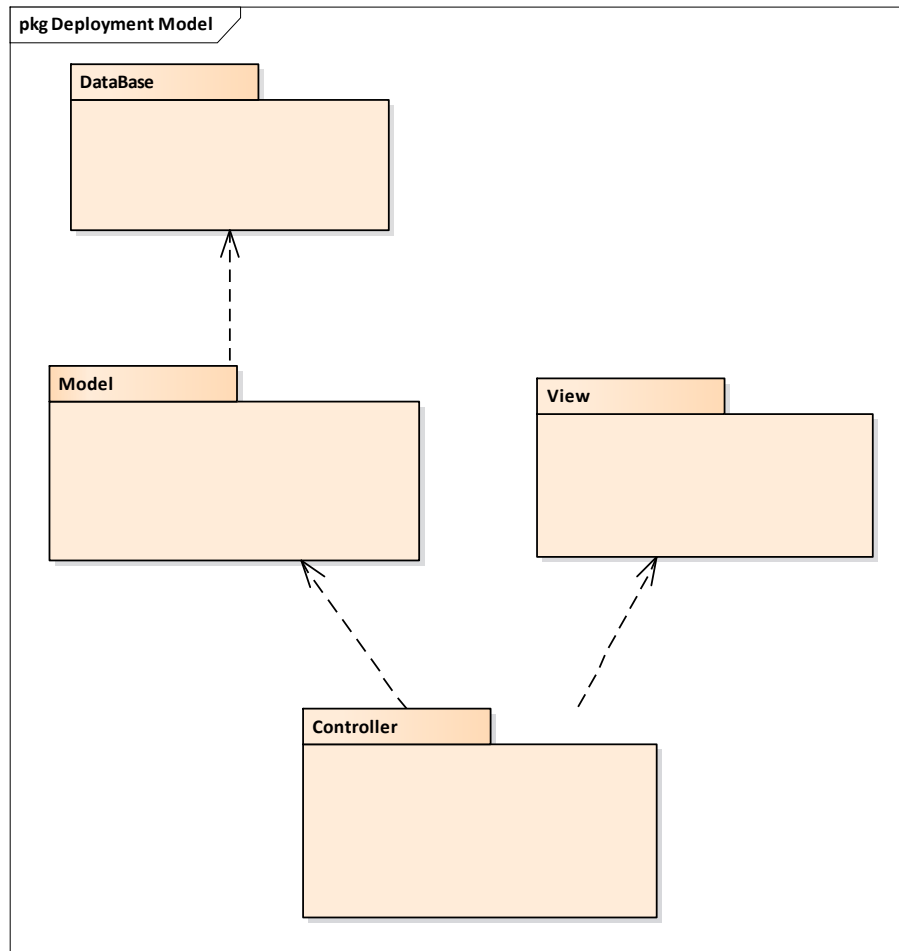 pkg Deployment Model
DataBase
Model
View
Controller